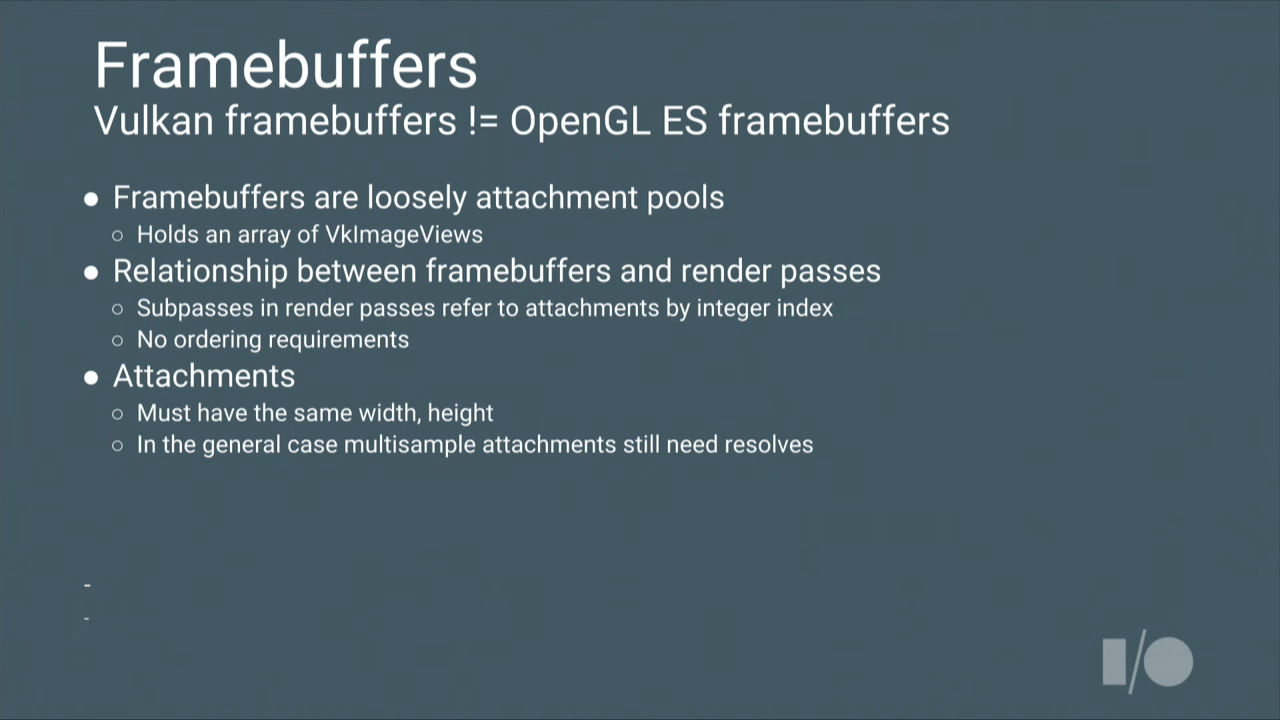 Framebuffers
Vulkan framebuffers != OpenGL ES framebuffers
● Framebuffers are loosely attachment pools
○ Holds an array of VkImageViews
● Relationship between framebuffers and render passes
○ Subpasses in render passes refer to attachments by integer index
○ No ordering requirements
● Attachments
○ Must have the same width, height
○ In the general case multisample attachments still need resolves
-
-
I/O